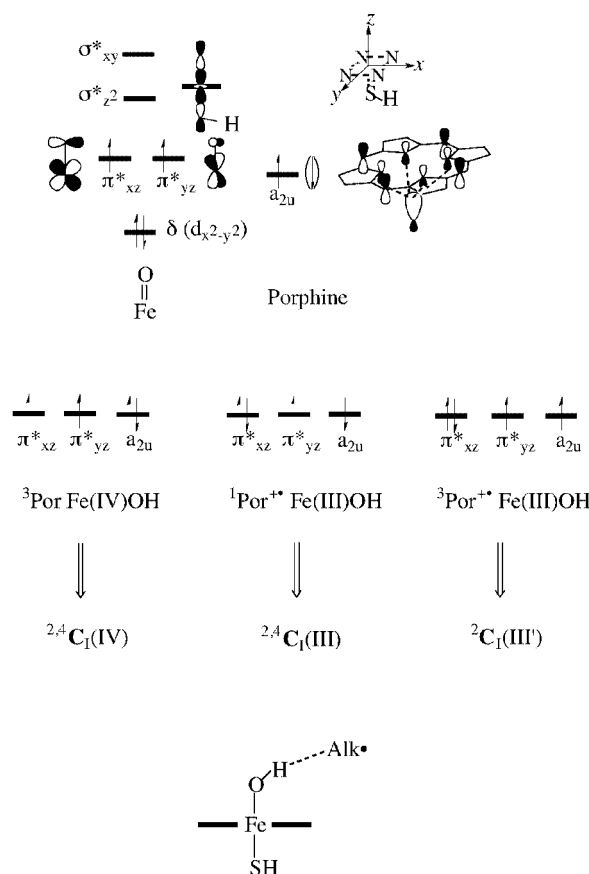 σ*xy
σ*z2
H
z
N N
x
N N
y
S H
π*xz π*yz
a2u
δ (dx2-y2)
O
Fe
Porphine
π*xz π*yz a2u
π*xz π*yz a2u
π*xz π*yz a2u
3Por Fe(IV)OH
1Por+• Fe(III)OH
3Por+• Fe(III)OH
2,4CI(IV)
2,4CI(III)
2CI(III')
H Alk•
O
Fe
SH